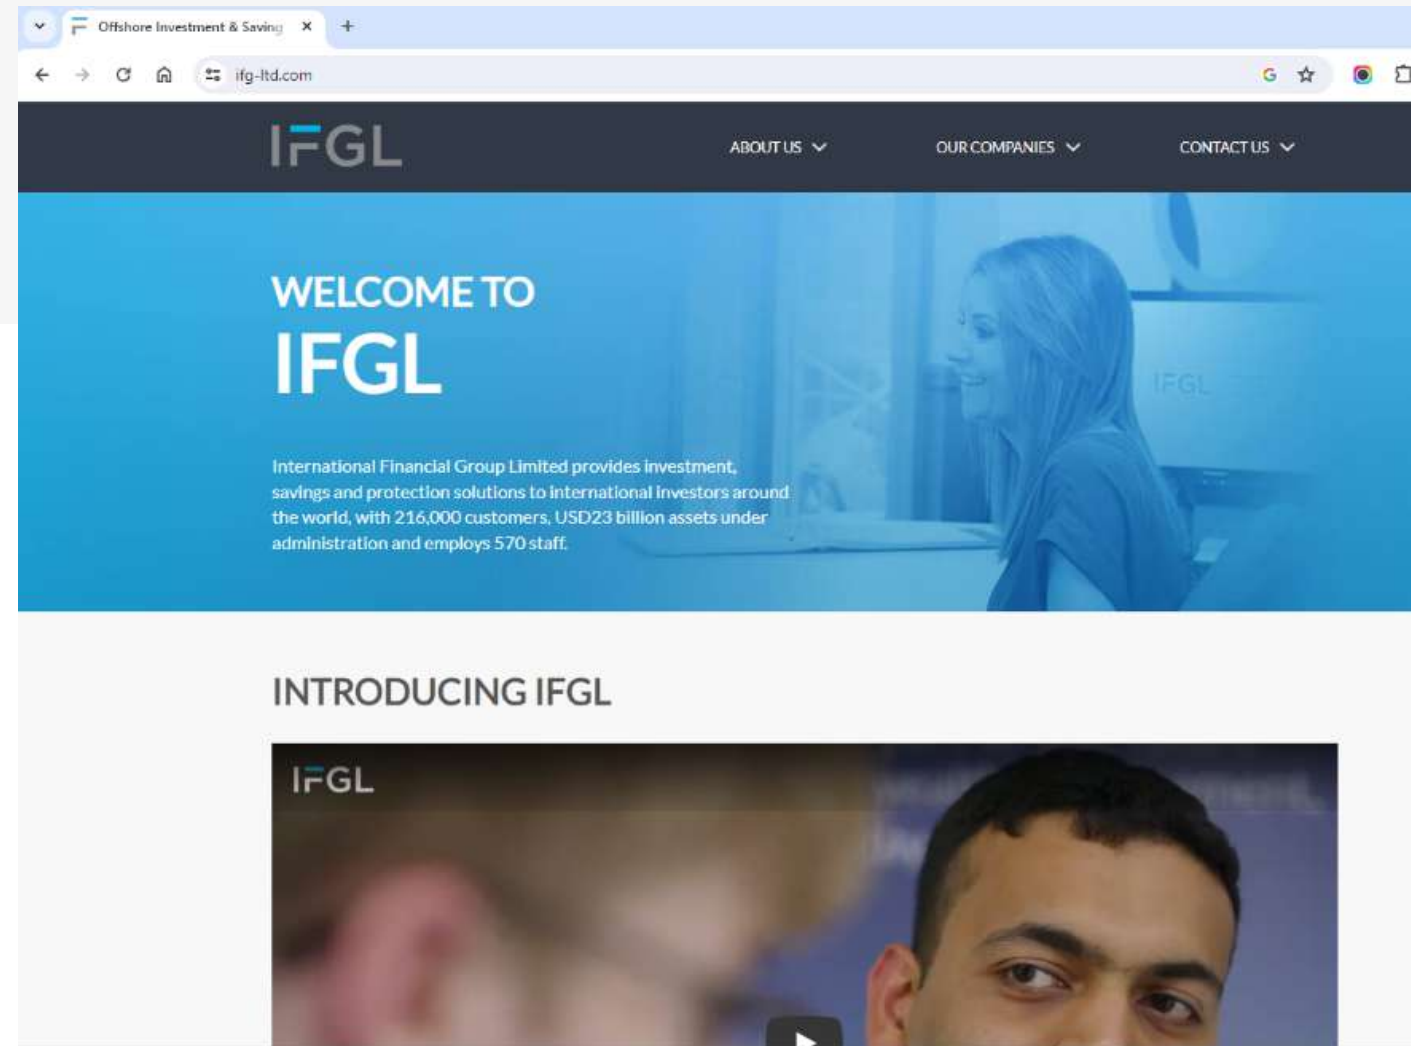 Offshore Investment & Saving
ifg-ltd.com
IFGL
ABOUT US
OUR COMPANIES
CONTACT US
WELCOME TO
IFGL
IFGL
International Financial Group Limited provides investment,
savings and protection solutions to international investors around
the world, with 216,000 customers, USD23 billion assets under
administration and employs 570 staff.
INTRODUCING IFGL
IFGL